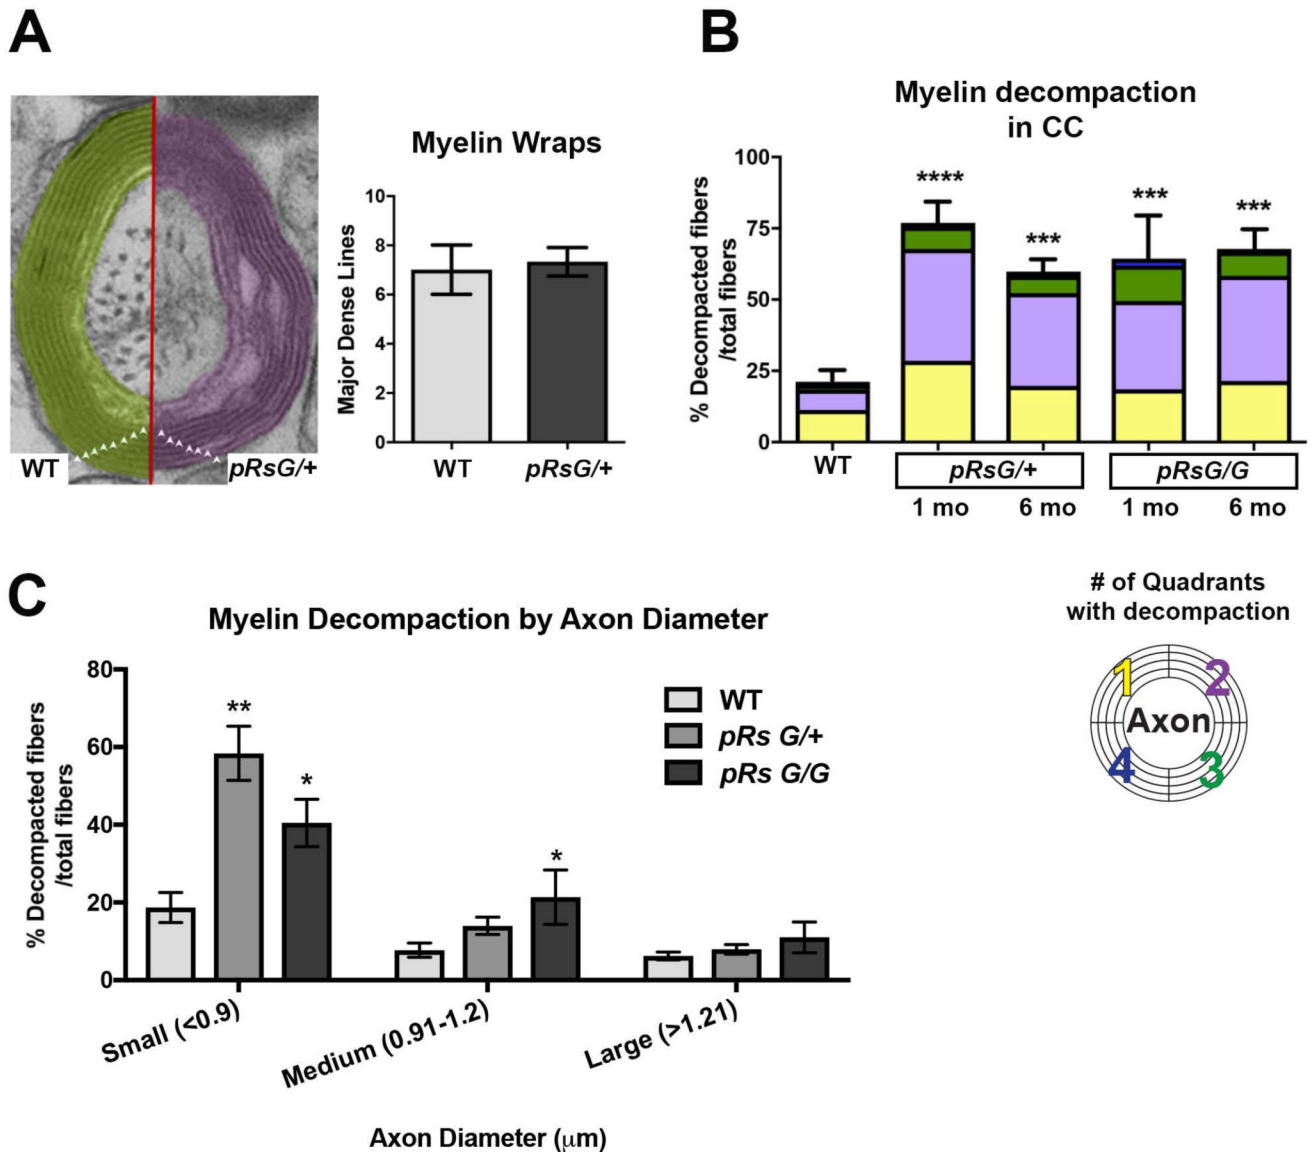 A
WT
pRsG/+
Myelin Wraps
Major Dense Lines
10
8
6
4
2
0
WT
pRsG/+
B
Myelin decompaction
in CC
% Decompacted fibers
/total fibers
100
75
50
25
0
****
***
***
***
WT
pRsG/+
pRsG/G
1 mo
6 mo
1 mo
6 mo
# of Quadrants
with decompaction
1
2
Axon
4
3
C
Myelin Decompaction by Axon Diameter
% Decompacted fibers
/total fibers
80
60
40
20
0
**
*
*
WT
pRs G/+
pRs G/G
Small (<0.9)
Medium (0.91-1.2)
Large (>1.21)
Axon Diameter (μm)